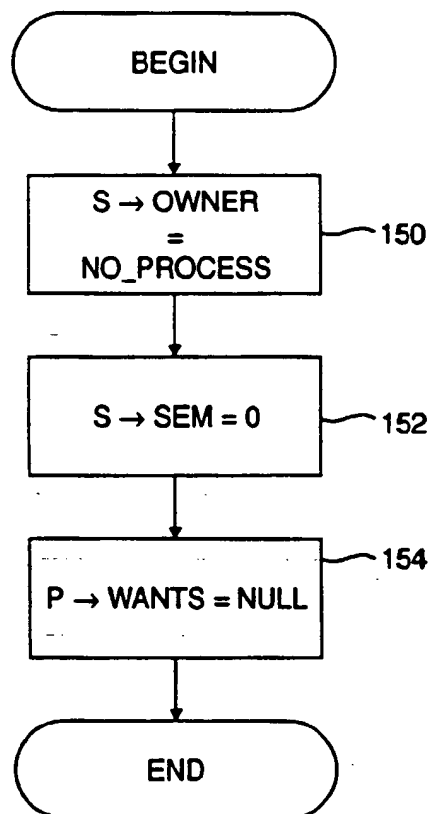 BEGIN
S → OWNER
=
NO_PROCESS
150
S → SEM = 0
152
154
P → WANTS = NULL
END